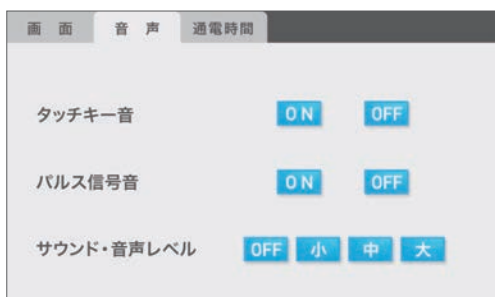 画 面 音 声 通電時間
タッチキー音 ON OFF
パルス信号音 ON OFF
サウンド・音声レベル OFF 小 中 大